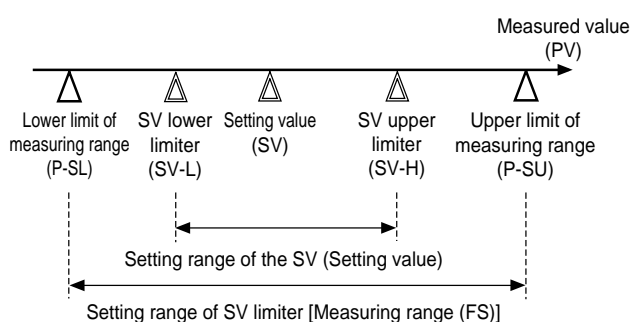 Measured value
(PV)
Lower limit of
measuring range
(P-SL)
SV lower
limiter
(SV-L)
Setting value
(SV)
SV upper
limiter
(SV-H)
Upper limit of
measuring range
(P-SU)
Setting range of the SV (Setting value)
Setting range of SV limiter [Measuring range (FS)]